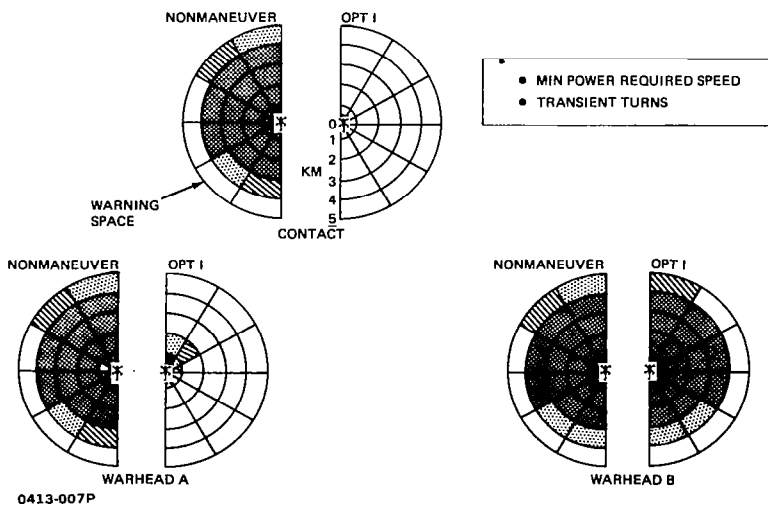 NONMANEUVER OPT I
• MIN POWER REQUIRED SPEED
• TRANSIENT TURNS
0
1
2
KM
3
4
5
WARNING
SPACE
CONTACT
NONMANEUVER OPT I
NONMANEUVER OPT I
WARHEAD A
WARHEAD B
0413-007P